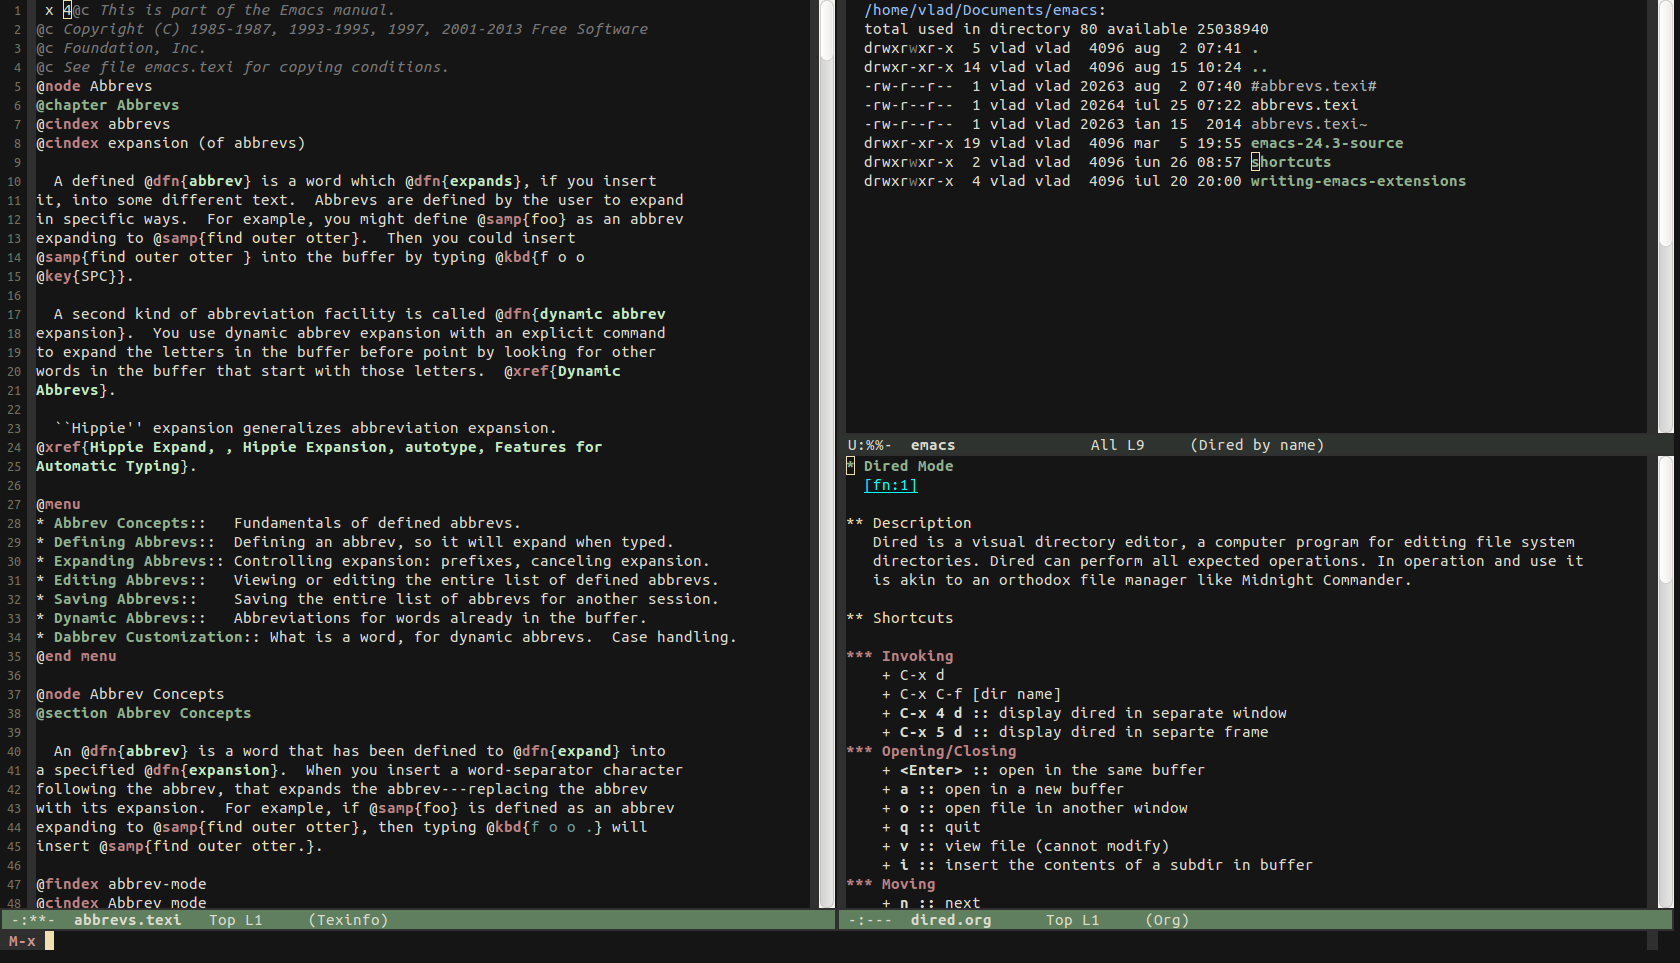 1 x 4@c This is part of the Emacs manual.
2 @c Copyright (C) 1985-1987, 1993-1995, 1997, 2001-2013 Free Software
3 @c Foundation, Inc.
4 @c See file emacs.texi for copying conditions.
5 @node Abbrevs
6 @chapter Abbrevs
7 @cindex abbrevs
8 @cindex expansion (of abbrevs)
9
10   A defined @dfn{abbrev} is a word which @dfn{expands}, if you insert
11 it, into some different text.  Abbrevs are defined by the user to expand
12 in specific ways.  For example, you might define @samp{foo} as an abbrev
13 expanding to @samp{find outer otter}.  Then you could insert
14 @samp{find outer otter } into the buffer by typing @kbd{f o o
15 @key{SPC}}.
16
17   A second kind of abbreviation facility is called @dfn{dynamic abbrev
18 expansion}.  You use dynamic abbrev expansion with an explicit command
19 to expand the letters in the buffer before point by looking for other
20 words in the buffer that start with those letters.  @xref{Dynamic
21 Abbrevs}.
22
23   ``Hippie'' expansion generalizes abbreviation expansion.
24 @xref{Hippie Expand, , Hippie Expansion, autotype, Features for
25 Automatic Typing}.
26
27 @menu
28 * Abbrev Concepts::   Fundamentals of defined abbrevs.
29 * Defining Abbrevs::  Defining an abbrev, so it will expand when typed.
30 * Expanding Abbrevs:: Controlling expansion: prefixes, canceling expansion.
31 * Editing Abbrevs::   Viewing or editing the entire list of defined abbrevs.
32 * Saving Abbrevs::    Saving the entire list of abbrevs for another session.
33 * Dynamic Abbrevs::   Abbreviations for words already in the buffer.
34 * Dabbrev Customization:: What is a word, for dynamic abbrevs.  Case handling.
35 @end menu
36
37 @node Abbrev Concepts
38 @section Abbrev Concepts
39
40   An @dfn{abbrev} is a word that has been defined to @dfn{expand} into
41 a specified @dfn{expansion}.  When you insert a word-separator character
42 following the abbrev, that expands the abbrev---replacing the abbrev
43 with its expansion.  For example, if @samp{foo} is defined as an abbrev
44 expanding to @samp{find outer otter}, then typing @kbd{f o o .} will
45 insert @samp{find outer otter.}.
46
47 @findex abbrev-mode
48 @cindex Abbrev mode
-:**-  abbrevs.texi   Top L1     (Texinfo)
/home/vlad/Documents/emacs:
total used in directory 80 available 25038940
drwxrwxr-x  5 vlad vlad  4096 aug  2 07:41 .
drwxr-xr-x 14 vlad vlad  4096 aug 15 10:24 ..
-rw-r--r--  1 vlad vlad 20263 aug  2 07:40 #abbrevs.texi#
-rw-r--r--  1 vlad vlad 20264 iul 25 07:22 abbrevs.texi
-rw-r--r--  1 vlad vlad 20263 ian 15  2014 abbrevs.texi~
drwxr-xr-x 19 vlad vlad  4096 mar  5 19:55 emacs-24.3-source
drwxrwxr-x  2 vlad vlad  4096 iun 26 08:57 shortcuts
drwxrwxr-x  4 vlad vlad  4096 iul 20 20:00 writing-emacs-extensions
U:%%-  emacs               All L9     (Dired by name)
* Dired Mode
[fn:1]
** Description
Dired is a visual directory editor, a computer program for editing file system
directories. Dired can perform all expected operations. In operation and use it
is akin to an orthodox file manager like Midnight Commander.
** Shortcuts
*** Invoking
+ C-x d
+ C-x C-f [dir name]
+ C-x 4 d :: display dired in separate window
+ C-x 5 d :: display dired in separte frame
*** Opening/Closing
+ <Enter> :: open in the same buffer
+ a :: open in a new buffer
+ o :: open file in another window
+ q :: quit
+ v :: view file (cannot modify)
+ i :: insert the contents of a subdir in buffer
*** Moving
+ n :: next
-:---  dired.org      Top L1     (Org)
M-x